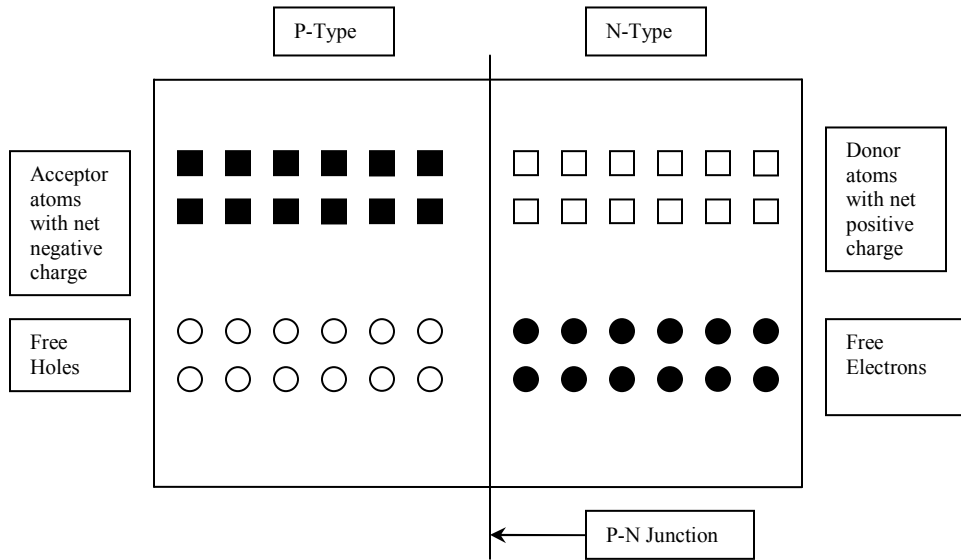 P-Type
N-Type
Acceptor
atoms
with net
negative
charge
Donor
atoms
with net
positive
charge
Free
Holes
Free
Electrons
P-N Junction